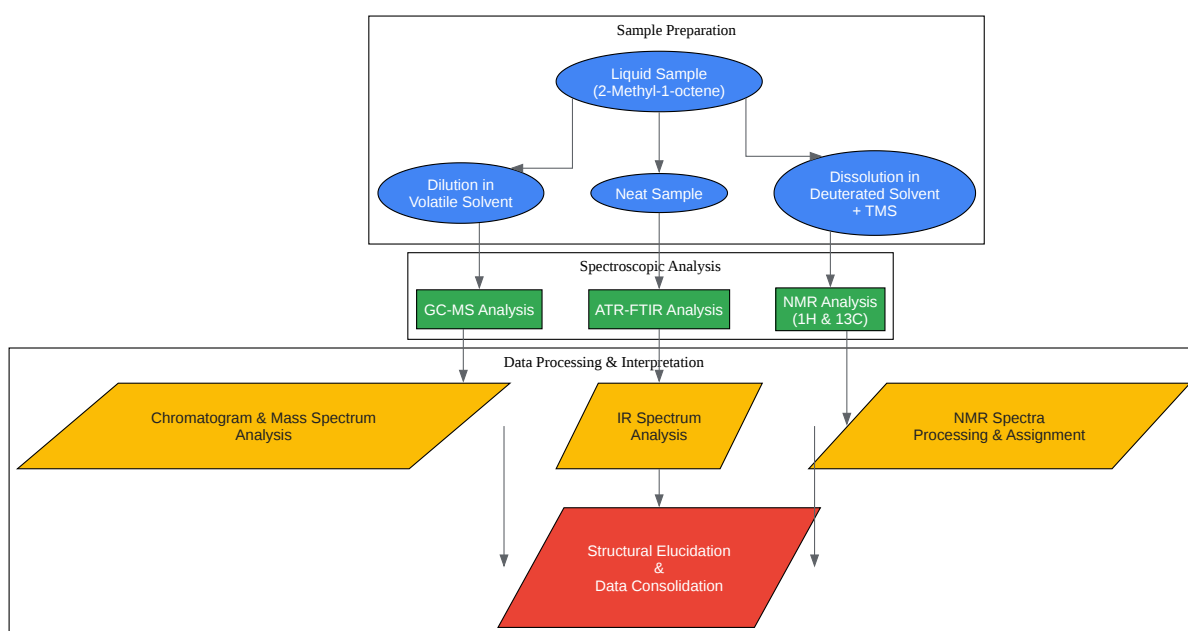 Sample Preparation
Liquid Sample
(2-Methyl-1-octene)
Dilution in
Volatile Solvent
Neat Sample
Dissolution in
Deuterated Solvent
+ TMS
Spectroscopic Analysis
GC-MS Analysis
ATR-FTIR Analysis
NMR Analysis
(1H & 13C)
Data Processing & Interpretation
Chromatogram & Mass Spectrum
Analysis
IR Spectrum
Analysis
NMR Spectra
Processing & Assignment
Structural Elucidation
&
Data Consolidation